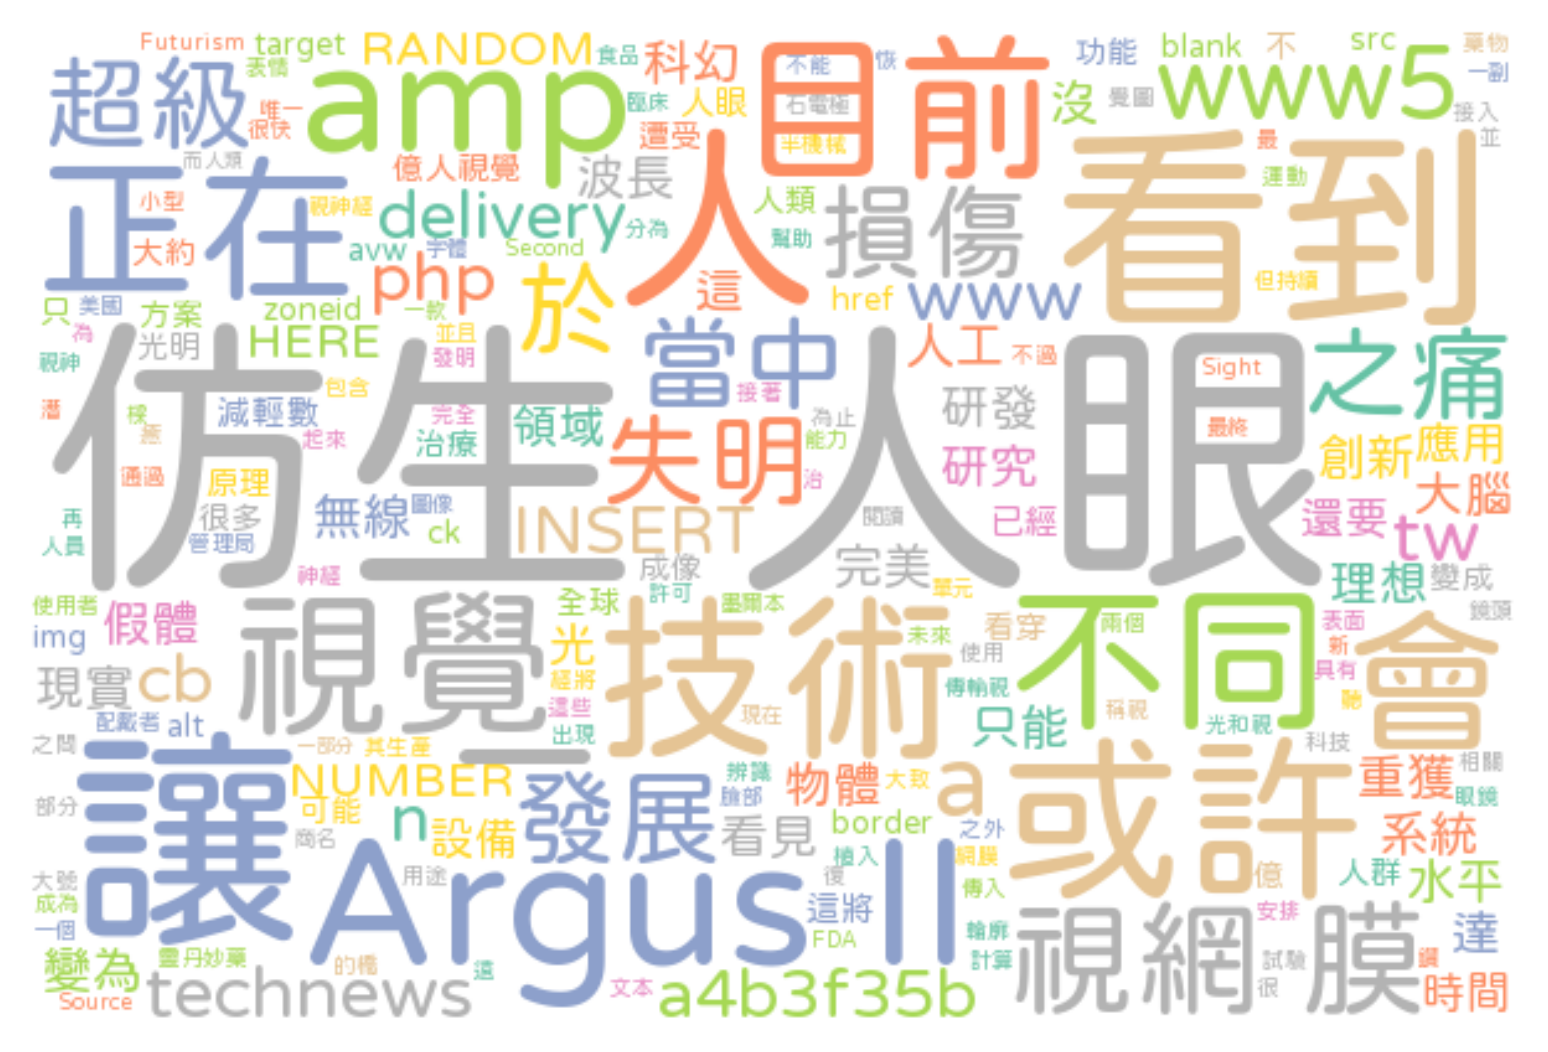 Futurism target RANDOM 食品 科幻 目前 不能 恢 功能 blank 不 src 藥物
超級 表情 amp 臨床 人眼 石電極 沒 覺圖 www5 一副
唯一 很快 遭受 半機械 最 接入 並
而 人類 億人視覺 波長 人 人類 損傷 看到 運動
正在 小型 視神經 delivery 分為 幫助
大約 avw 字體 Second 這 但持續
只 美國 方案 zoneid php 一款 於 href www
為 光明 HERE 並且 當中 人工 不過 之痛
視神 發明 仿生人眼 Sight
包含 接著 研發
減輕數 完全 領域 失明 為止 最終 創新 應用
起來 治療 能力 研究
通過 原理 治 大腦
再 很多 無線 圖像 INSERT 閱讀 已經 還要 tw
人員 管理局 ck
神經 成像 完美 理想 變成
使用者 許可 單元 鏡頭
img 假體 視覺 全球 墨爾本 技術 未來 看穿 不同 兩個 表面 會
光 使用 新
現實 cb 經將 傳輸視 具有
配戴者 alt 這些 現在 只能 稱視 光和視 聽
之間 一部分 其生產 出現 科技 相關
讓 NUMBER 發展 辨識 物體 大致 a 或許 重獲
部分 可能 n 臉部 眼鏡
商名 設備 看見 border 之外 系統
大號 Argus II 用途 植入 網膜 億 人群 水平
成為 復 傳入
一個 這將 視網膜 安排 達
變為 靈丹妙藥 FDA 輪廓
的橋 這 計算 試驗
Source technews 文本 a4b3f35b 很 時間